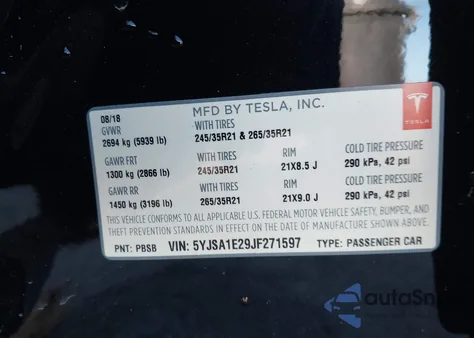 MFD BY TESLA, INC.
TESLA
08/18
GVWR WITH TIRES
2694 kg (5939 lb) 245/35R21 & 265/35R21
GAWR FRT WITH TIRES RIM COLD TIRE PRESSURE
1300 kg (2866 lb) 245/35R21 21X8.5 J 290 kPa, 42 psi
GAWR RR WITH TIRES RIM COLD TIRE PRESSURE
1450 kg (3196 lb) 265/35R21 21X9.0 J 290 kPa, 42 psi
THIS VEHICLE CONFORMS TO ALL APPLICABLE U.S. FEDERAL MOTOR VEHICLE SAFETY, BUMPER, AND
THEFT PREVENTION STANDARDS IN EFFECT ON THE DATE OF MANUFACTURE SHOWN ABOVE.
PNT: PBSB VIN: 5YJSA1E29JF271597 TYPE: PASSENGER CAR